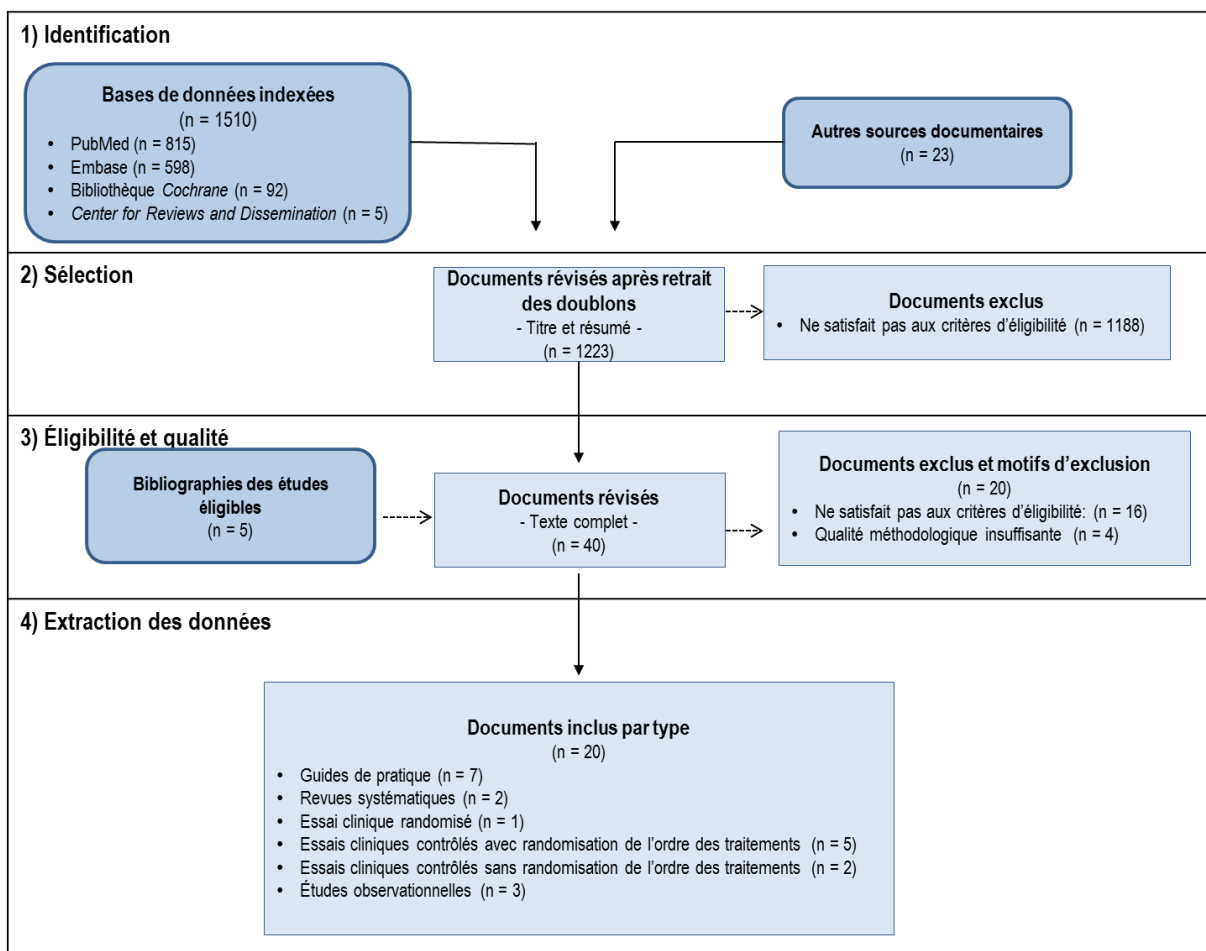 1) Identification
Bases de données indexées
(n = 1510)
• PubMed (n = 815)
• Embase (n = 598)
• Bibliothèque Cochrane (n = 92)
• Center for Reviews and Dissemination (n = 5)
Autres sources documentaires
(n = 23)
2) Sélection
Documents révisés après retrait
des doublons
- Titre et résumé -
(n = 1223)
Documents exclus
• Ne satisfait pas aux critères d’éligibilité (n = 1188)
3) Éligibilité et qualité
Bibliographies des études
éligibles
(n = 5)
Documents révisés
- Texte complet -
(n = 40)
Documents exclus et motifs d’exclusion
(n = 20)
• Ne satisfait pas aux critères d’éligibilité: (n = 16)
• Qualité méthodologique insuffisante (n = 4)
4) Extraction des données
Documents inclus par type
(n = 20)
• Guides de pratique (n = 7)
• Revues systématiques (n = 2)
• Essai clinique randomisé (n = 1)
• Essais cliniques contrôlés avec randomisation de l’ordre des traitements (n = 5)
• Essais cliniques contrôlés sans randomisation de l’ordre des traitements (n = 2)
• Études observationnelles (n = 3)